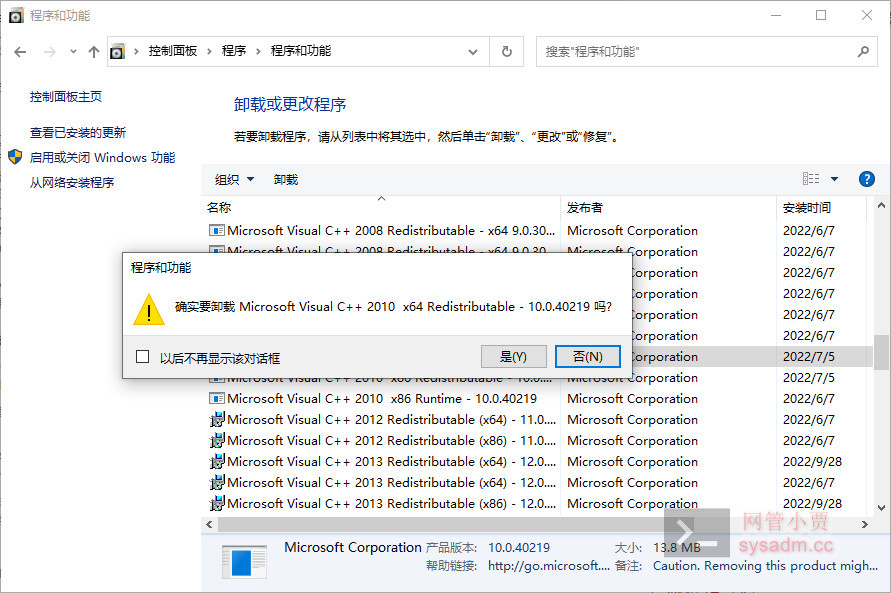 程序和功能
控制面板 › 程序 › 程序和功能
搜索"程序和功能"
控制面板主页
查看已安装的更新
启用或关闭 Windows 功能
从网络安装程序
卸载或更改程序
若要卸载程序，请从列表中将其选中，然后单击“卸载”、“更改”或“修复”。
组织 卸载
名称 发布者 安装时间
Microsoft Visual C++ 2008 Redistributable - x64 9.0.30... Microsoft Corporation 2022/6/7
Microsoft Visual C++ 2008 Redistributable - x64 9.0.30... Microsoft Corporation 2022/6/7
Corporation 2022/6/7
Corporation 2022/6/7
Corporation 2022/6/7
Corporation 2022/6/7
Corporation 2022/7/5
程序和功能
确实要卸载 Microsoft Visual C++ 2010  x64 Redistributable - 10.0.40219 吗?
以后不再显示该对话框 是(Y) 否(N)
Microsoft Visual C++ 2010  x86 Redistributable - 10.0.... Microsoft Corporation 2022/7/5
Microsoft Visual C++ 2010  x86 Runtime - 10.0.40219 Microsoft Corporation 2022/6/7
Microsoft Visual C++ 2012 Redistributable (x64) - 11.0.... Microsoft Corporation 2022/6/7
Microsoft Visual C++ 2012 Redistributable (x86) - 11.0.... Microsoft Corporation 2022/6/7
Microsoft Visual C++ 2013 Redistributable (x64) - 12.0.... Microsoft Corporation 2022/9/28
Microsoft Visual C++ 2013 Redistributable (x64) - 12.0.... Microsoft Corporation 2022/6/7
Microsoft Visual C++ 2013 Redistributable (x86) - 12.0.... Microsoft Corporation 2022/9/28
Microsoft Corporation 产品版本: 10.0.40219 大小: 13.8 MB
帮助链接: http://go.microsoft.... 备注: Caution. Removing this product migh...
网管小贾
sysadm.cc